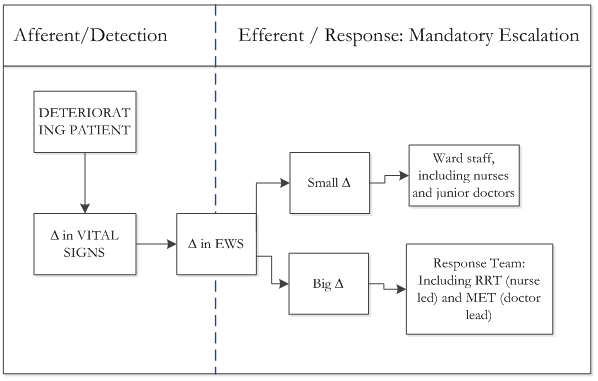 Afferent/Detection
Efferent / Response: Mandatory Escalation
DETERIORAT
ING PATIENT
Δ in VITAL
SIGNS
Δ in EWS
Small Δ
Ward staff,
including nurses
and junior doctors
Big Δ
Response Team:
Including RRT (nurse
led) and MET (doctor
lead)